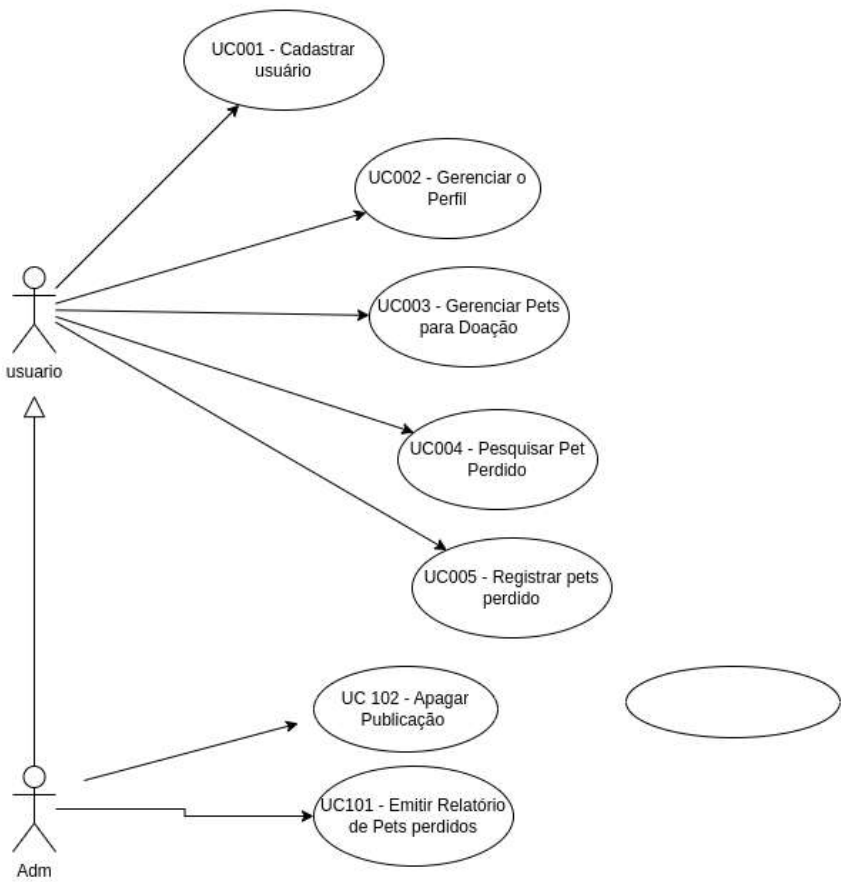 UC001 - Cadastrar
usuário
UC002 - Gerenciar o
Perfil
UC003 - Gerenciar Pets
para Doação
usuario
UC004 - Pesquisar Pet
Perdido
UC005 - Registrar pets
perdido
UC 102 - Apagar
Publicação
UC101 - Emitir Relatório
de Pets perdidos
Adm